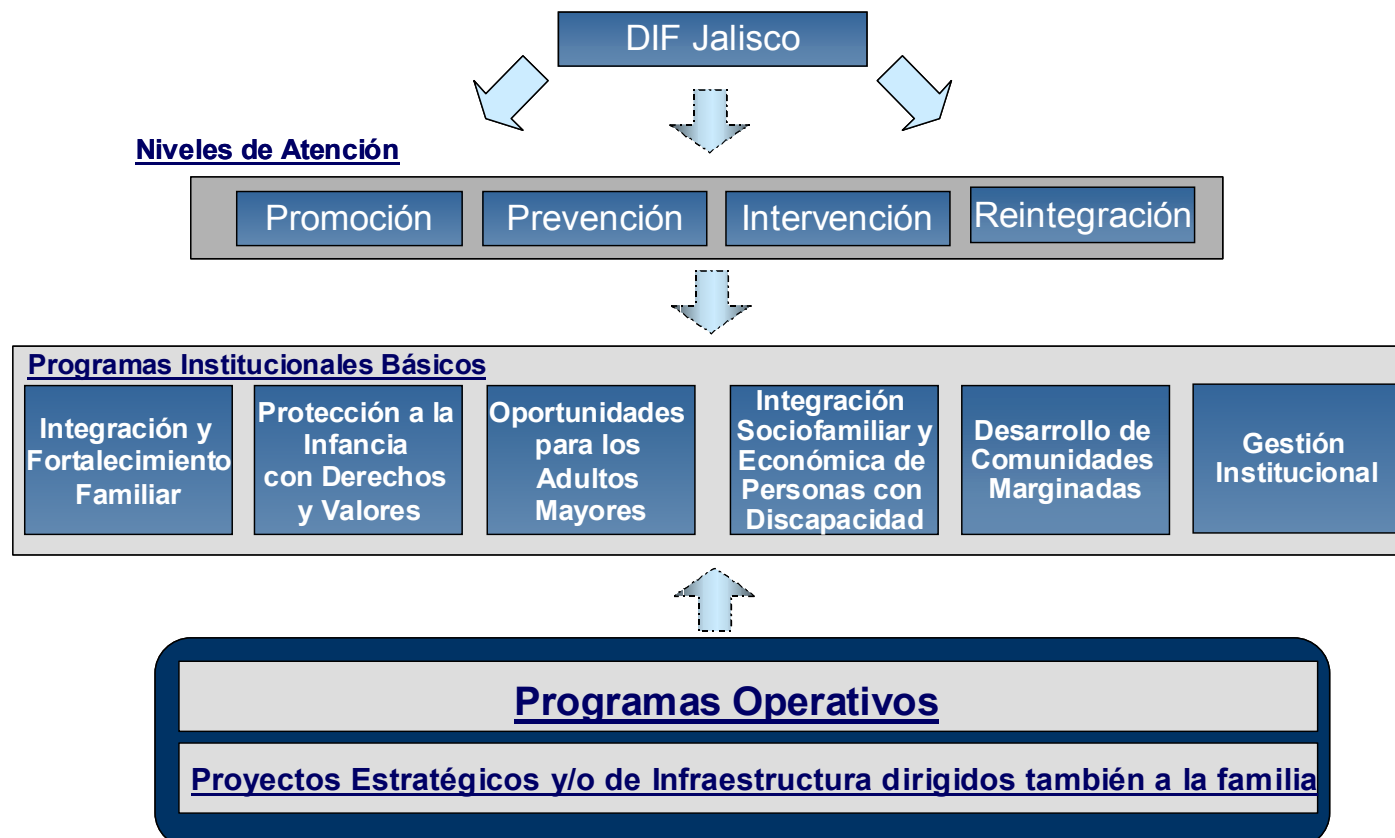 DIF Jalisco
Niveles de Atención
Promoción
Prevención
Intervención
Reintegración
Programas Institucionales Básicos
Integración y
Fortalecimiento
Familiar
Protección a la
Infancia
con Derechos
y Valores
Oportunidades
para los
Adultos
Mayores
Integración
Sociofamiliar y
Económica de
Personas con
Discapacidad
Desarrollo de
Comunidades
Marginadas
Gestión
Institucional
Programas Operativos
Proyectos Estratégicos y/o de Infraestructura dirigidos también a la familia